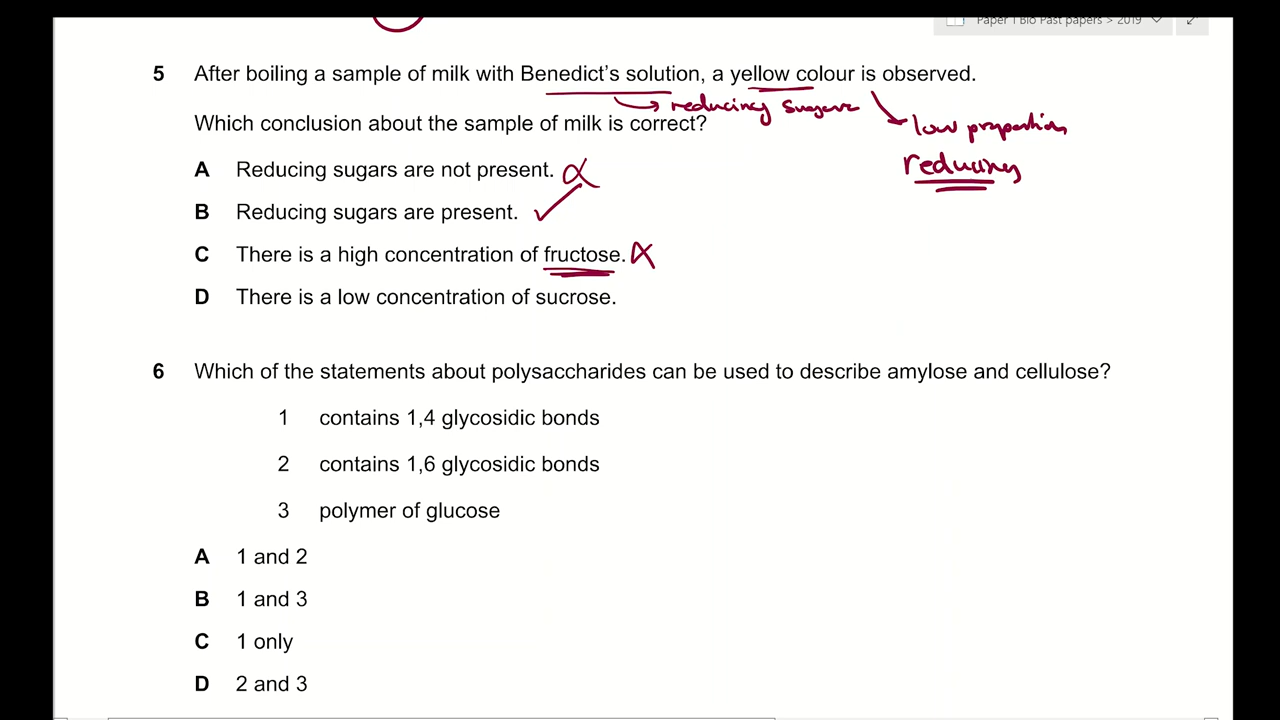 Paper 1 Bio Past papers > 2019
5 After boiling a sample of milk with Benedict's solution, a yellow colour is observed.
→ reducing sugars
low proportion
Which conclusion about the sample of milk is correct?
reducing
A Reducing sugars are not present.
B Reducing sugars are present. ✓
C There is a high concentration of fructose.
D There is a low concentration of sucrose.
6 Which of the statements about polysaccharides can be used to describe amylose and cellulose?
1 contains 1,4 glycosidic bonds
2 contains 1,6 glycosidic bonds
3 polymer of glucose
A 1 and 2
B 1 and 3
C 1 only
D 2 and 3